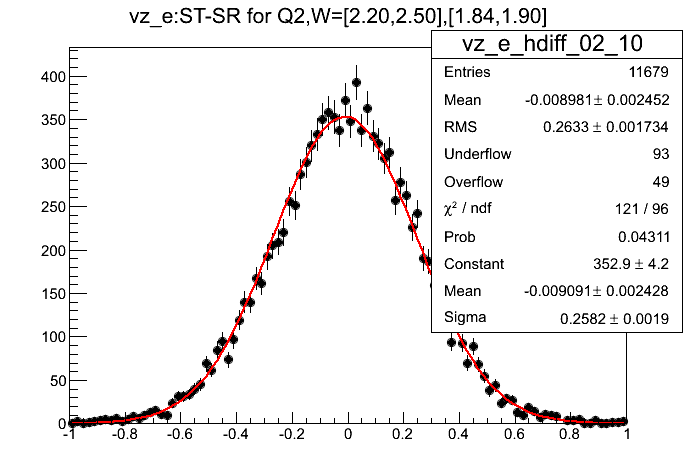 vz_e:ST-SR for Q2,W=[2.20,2.50],[1.84,1.90]
vz_e_hdiff_02_10
Entries 11679
Mean -0.008981 ± 0.002452
RMS 0.2633 ± 0.001734
Underflow 93
Overflow 49
χ² / ndf 121 / 96
Prob 0.04311
Constant 352.9 ± 4.2
Mean -0.009091 ± 0.002428
Sigma 0.2582 ± 0.0019
400
350
300
250
200
150
100
50
0
-1 -0.8 -0.6 -0.4 -0.2 0 0.2 0.4 0.6 0.8 1